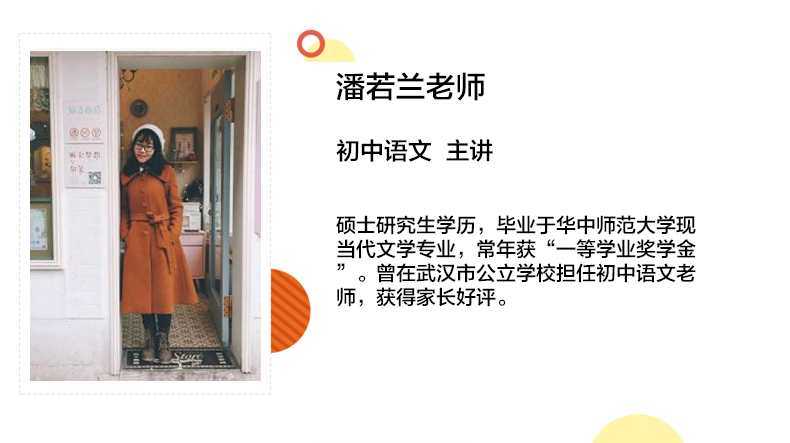 潘若兰老师
初中语文 主讲
硕士研究生学历，毕业于华中师范大学现
当代文学专业，常年获“一等学业奖学金
”。曾在武汉市公立学校担任初中语文老
师，获得家长好评。
Store